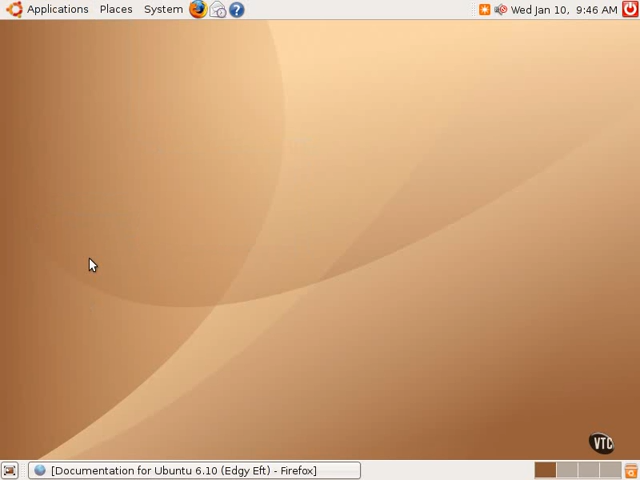 Applications Places System Wed Jan 10, 9:46 AM
VTC
[Documentation for Ubuntu 6.10 (Edgy Eft) - Firefox]